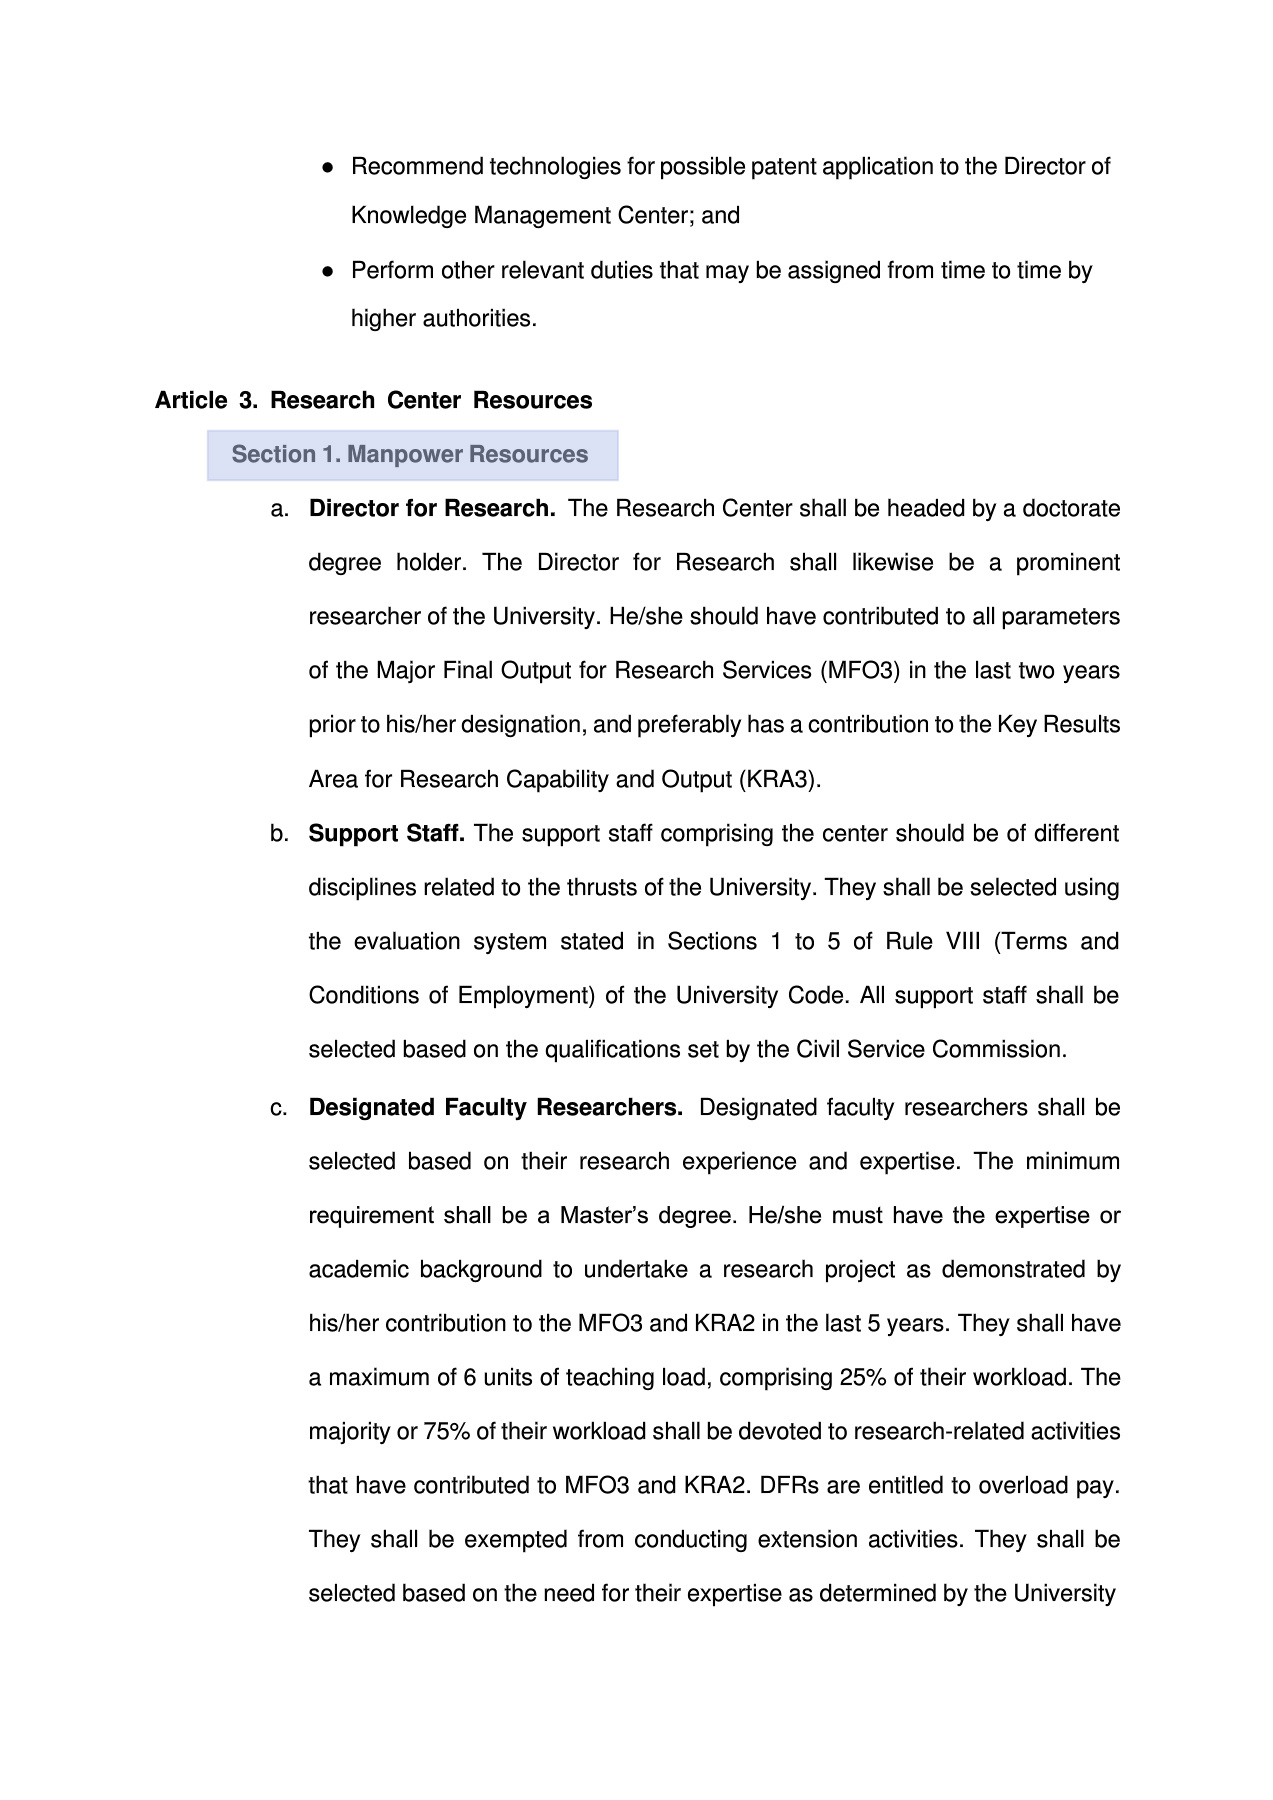 ● Recommend technologies for possible patent application to the Director of
Knowledge Management Center; and
● Perform other relevant duties that may be assigned from time to time by
higher authorities.
Article 3. Research Center Resources
Section 1. Manpower Resources
a. Director for Research. The Research Center shall be headed by a doctorate
degree holder. The Director for Research shall likewise be a prominent
researcher of the University. He/she should have contributed to all parameters
of the Major Final Output for Research Services (MFO3) in the last two years
prior to his/her designation, and preferably has a contribution to the Key Results
Area for Research Capability and Output (KRA3).
b. Support Staff. The support staff comprising the center should be of different
disciplines related to the thrusts of the University. They shall be selected using
the evaluation system stated in Sections 1 to 5 of Rule VIII (Terms and
Conditions of Employment) of the University Code. All support staff shall be
selected based on the qualifications set by the Civil Service Commission.
c. Designated Faculty Researchers. Designated faculty researchers shall be
selected based on their research experience and expertise. The minimum
requirement shall be a Master’s degree. He/she must have the expertise or
academic background to undertake a research project as demonstrated by
his/her contribution to the MFO3 and KRA2 in the last 5 years. They shall have
a maximum of 6 units of teaching load, comprising 25% of their workload. The
majority or 75% of their workload shall be devoted to research-related activities
that have contributed to MFO3 and KRA2. DFRs are entitled to overload pay.
They shall be exempted from conducting extension activities. They shall be
selected based on the need for their expertise as determined by the University